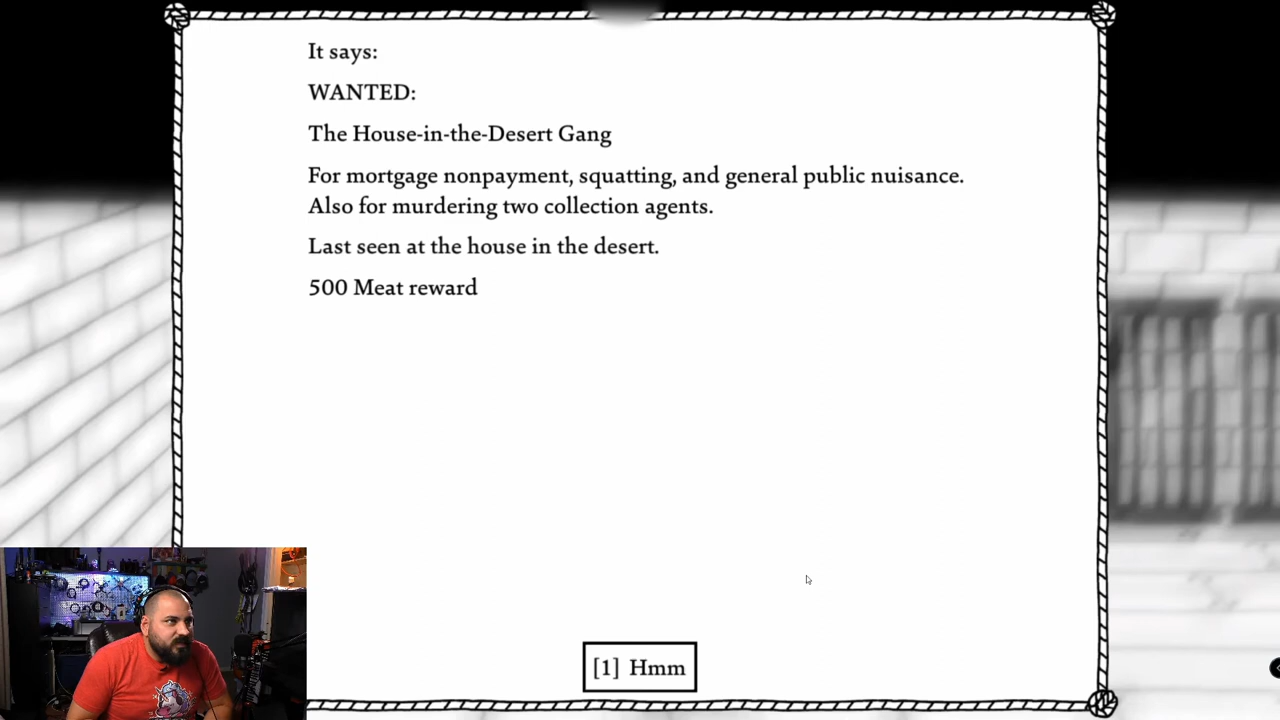 It says:
WANTED:
The House-in-the-Desert Gang
For mortgage nonpayment, squatting, and general public nuisance.
Also for murdering two collection agents.
Last seen at the house in the desert.
500 Meat reward
[1] Hmm